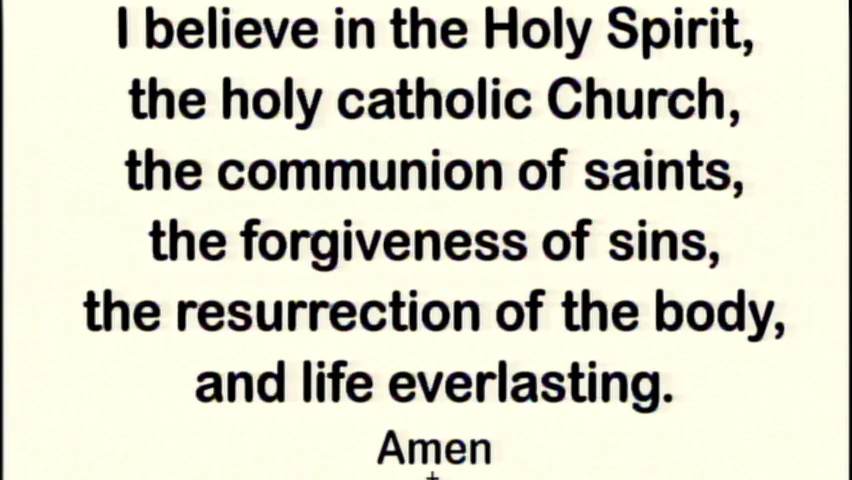 I believe in the Holy Spirit,
the holy catholic Church,
the communion of saints,
the forgiveness of sins,
the resurrection of the body,
and life everlasting.
Amen